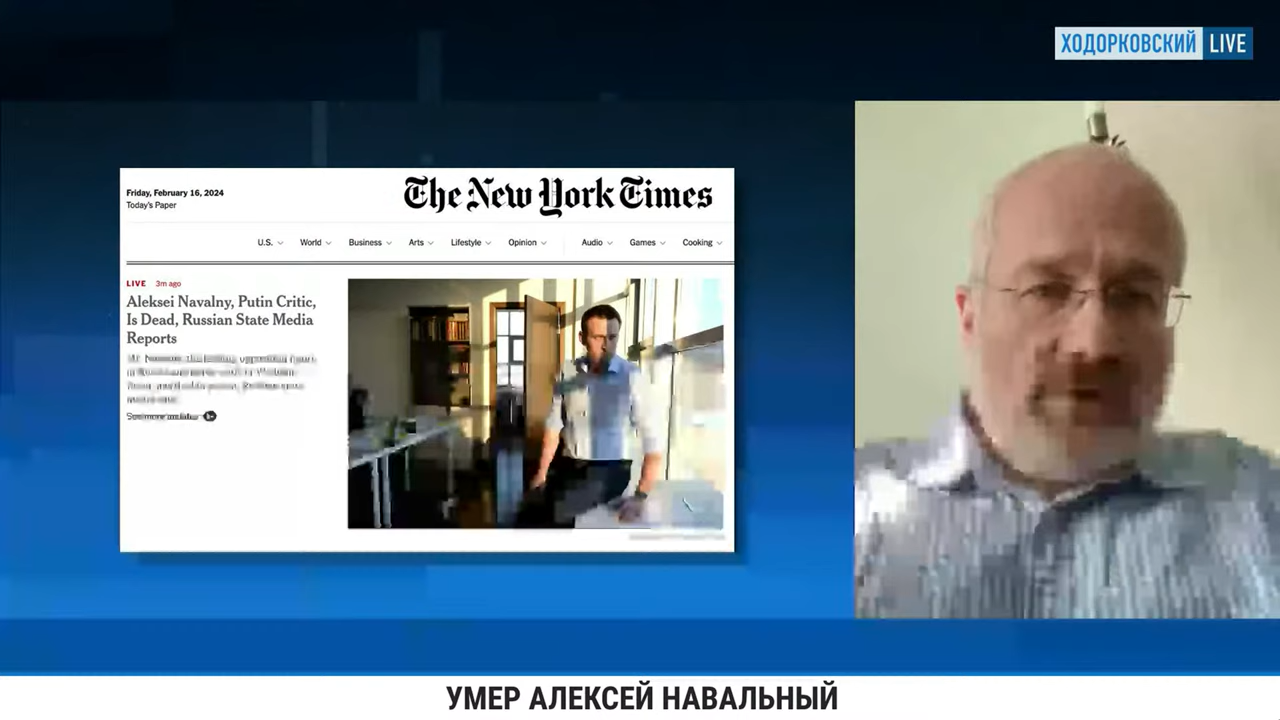 ХОДОРКОВСКИЙ LIVE
Friday, February 16, 2024
Today's Paper
The New York Times
U.S. World Business Arts Lifestyle Opinion Audio Games Cooking
LIVE 3m ago
Aleksei Navalny, Putin Critic,
Is Dead, Russian State Media
Reports
УМЕР АЛЕКСЕЙ НАВАЛЬНЫЙ